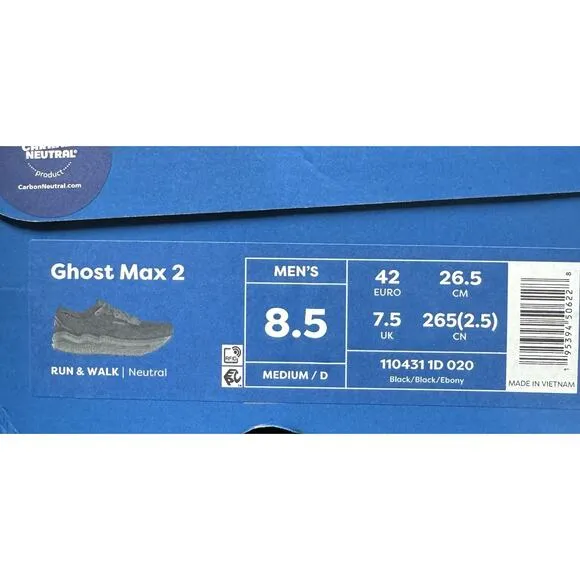 NEUTRAL®
product
CarbonNeutral.com
Ghost Max 2
RUN & WALK | Neutral
RFID
MEN'S
8.5
MEDIUM / D
42 26.5
EURO CM
7.5 265(2.5)
UK CN
110431 1D 020
Black/Black/Ebony
1 95394 50622 8
MADE IN VIETNAM